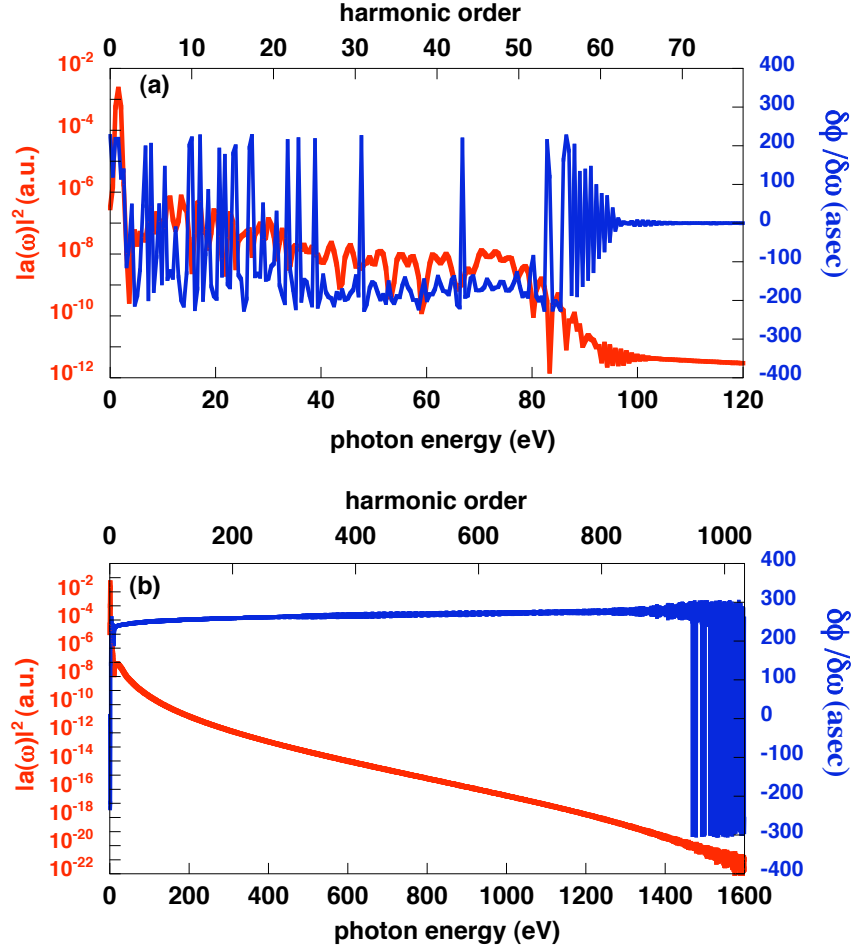 harmonic order
0 10 20 30 40 50 60 70
(a)
10^-2
10^-4
10^-6
10^-8
10^-10
10^-12
|a(ω)|^2 (a.u.)
400
300
200
100
0
-100
-200
-300
-400
δϕ /δω (asec)
0 20 40 60 80 100 120
photon energy (eV)
harmonic order
0 200 400 600 800 1000
(b)
10^-2
10^-4
10^-6
10^-8
10^-10
10^-12
10^-14
10^-16
10^-18
10^-20
10^-22
|a(ω)|^2 (a.u.)
400
300
200
100
0
-100
-200
-300
-400
δϕ /δω (asec)
0 200 400 600 800 1000 1200 1400 1600
photon energy (eV)